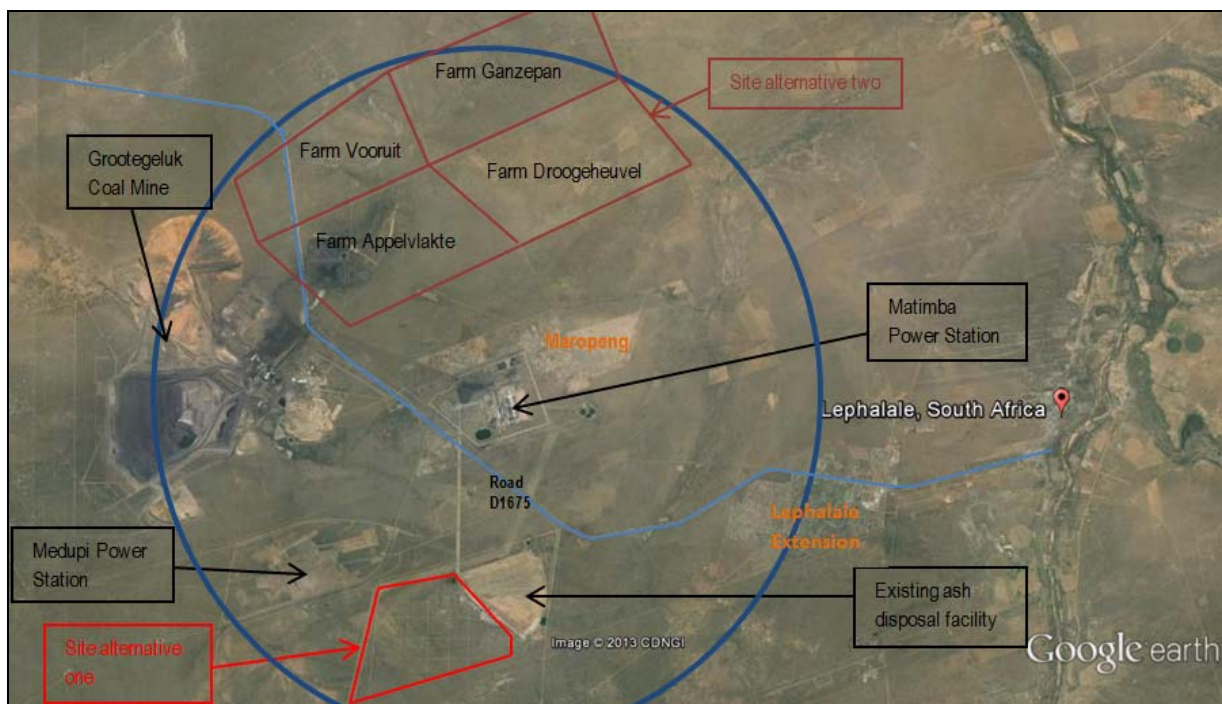 Farm Ganzepan
Site alternative two
Grootegeluk
Coal Mine
Farm Vooruit
Farm Droogeheuvel
Farm Appelvlakte
Matimba
Power Station
Maropong
Lephalale, South Africa
Road
D1675
Lephalale
Extension
Medupi Power
Station
Existing ash
disposal facility
Site alternative
one
Image © 2013 CDNGI
Google earth